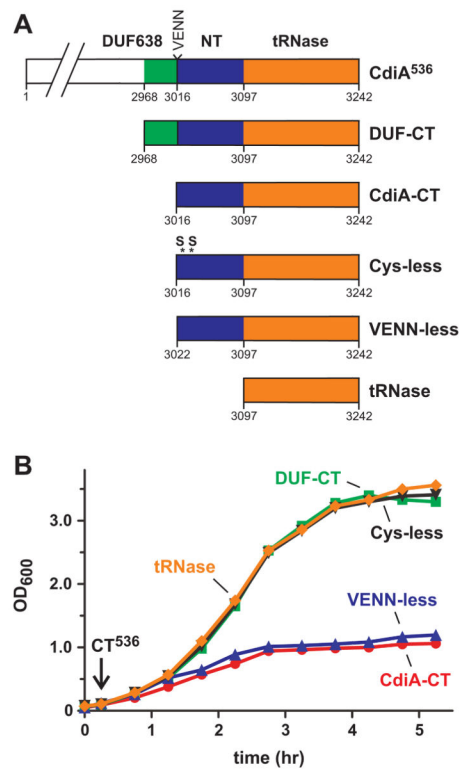 A
DUF638 VENN NT tRNase
CdiA536
1 2968 3016 3097 3242
DUF-CT
2968 3097 3242
CdiA-CT
3016 3097 3242
S S
* *
Cys-less
3016 3097 3242
VENN-less
3022 3097 3242
tRNase
3097 3242
B
DUF-CT
3.0
Cys-less
tRNase
2.0
OD600
VENN-less
CT536
1.0
CdiA-CT
0
0 1 2 3 4 5
time (hr)